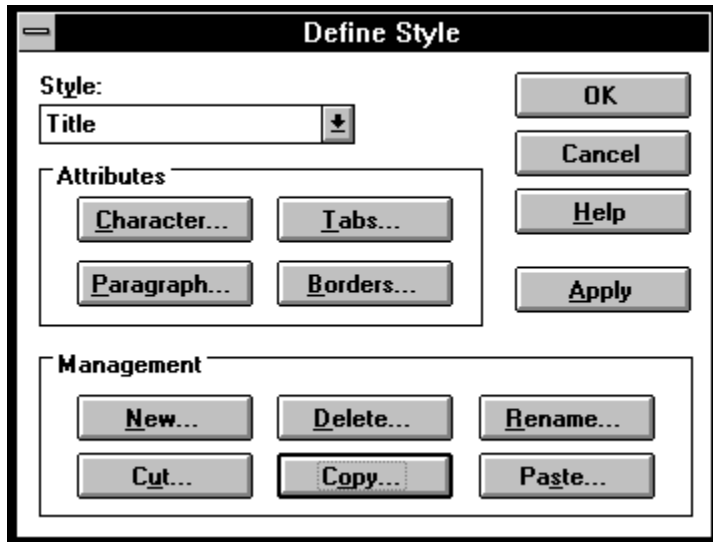 Define Style
Style:
Title
OK
Cancel
Help
Apply
Attributes
Character... Tabs...
Paragraph... Borders...
Management
New... Delete... Rename...
Cut... Copy... Paste...